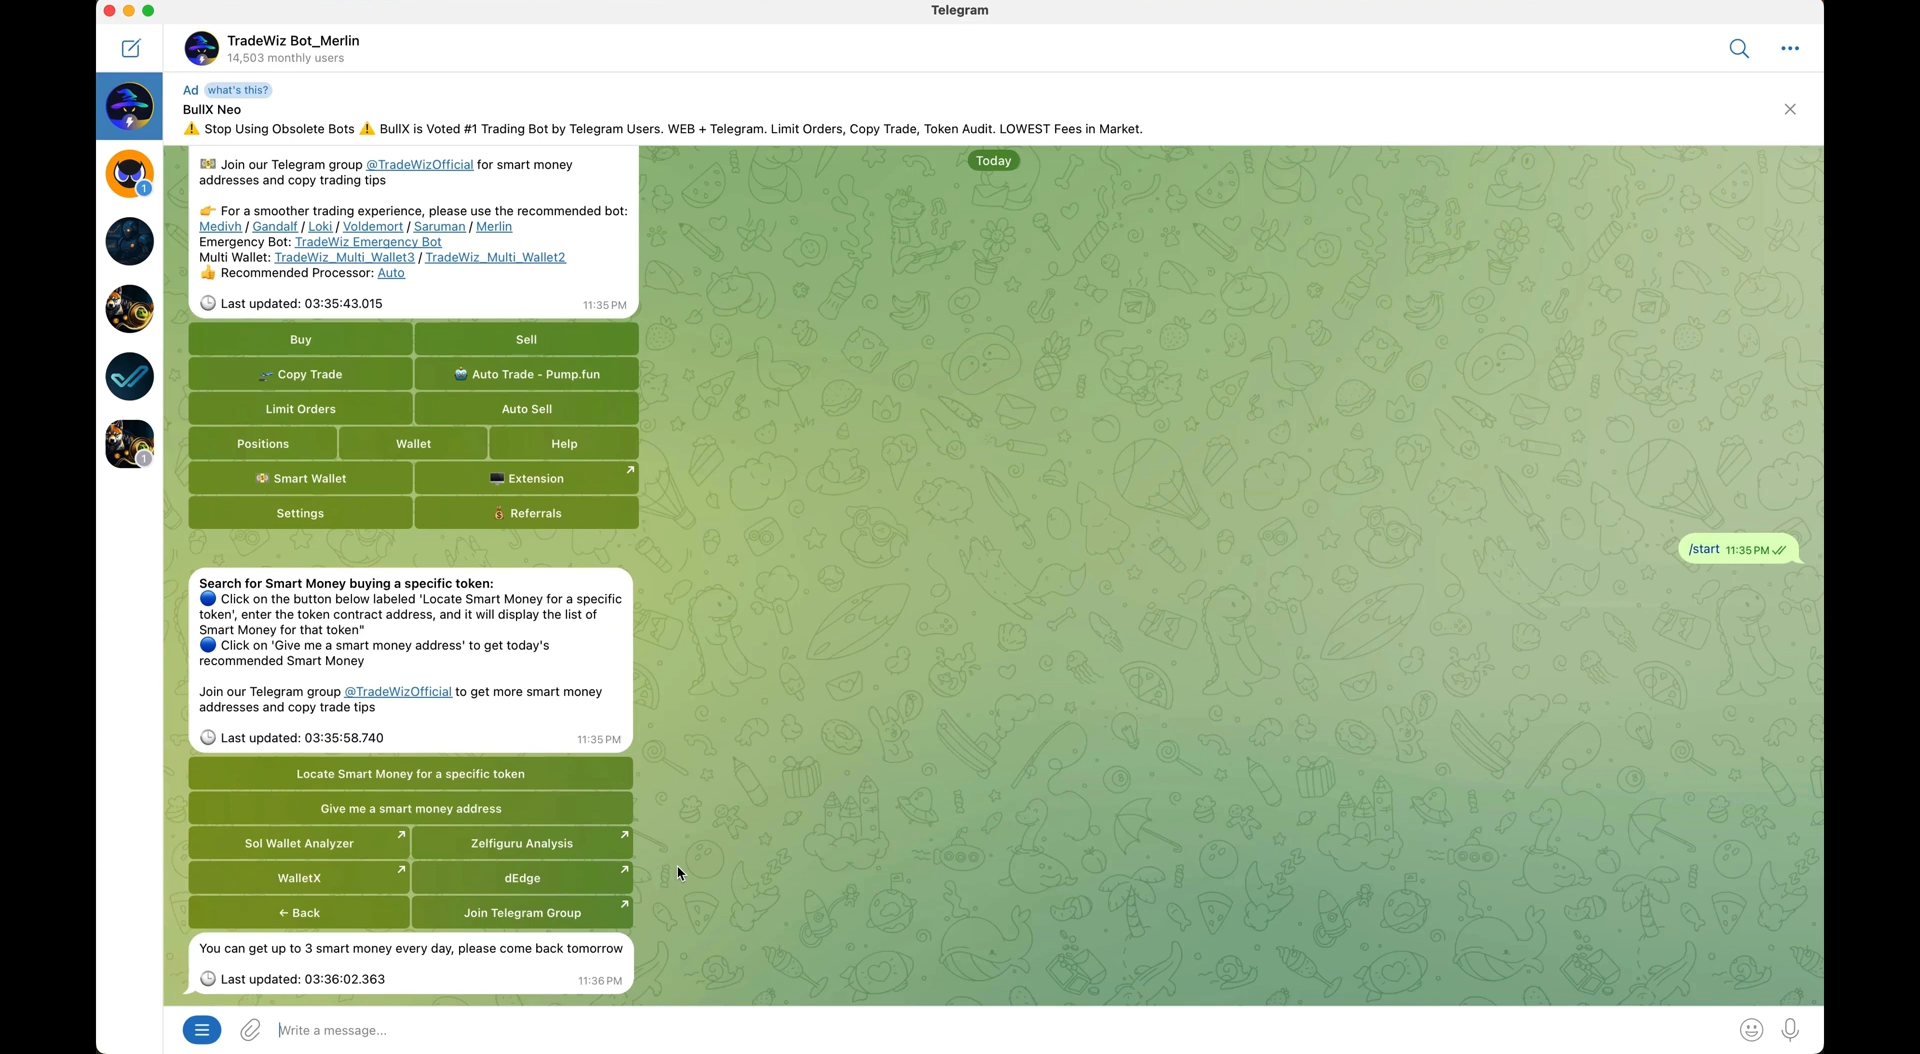 Telegram
TradeWiz Bot_Merlin
14,503 monthly users
Ad what's this?
BullX Neo
⚠️ Stop Using Obsolete Bots ⚠️ BullX is Voted #1 Trading Bot by Telegram Users. WEB + Telegram. Limit Orders, Copy Trade, Token Audit. LOWEST Fees in Market.
Today
Join our Telegram group @TradeWizOfficial for smart money
addresses and copy trading tips
👉 For a smoother trading experience, please use the recommended bot:
Medivh / Gandalf / Loki / Voldemort / Saruman / Merlin
Emergency Bot: TradeWiz Emergency Bot
Multi Wallet: TradeWiz_Multi_Wallet3 / TradeWiz_Multi_Wallet2
👍 Recommended Processor: Auto
🕒 Last updated: 03:35:43.015 11:35 PM
Buy Sell
Copy Trade Auto Trade - Pump.fun
Limit Orders Auto Sell
Positions Wallet Help
Smart Wallet Extension
Settings Referrals
/start 11:35 PM
Search for Smart Money buying a specific token:
🔵 Click on the button below labeled 'Locate Smart Money for a specific
token', enter the token contract address, and it will display the list of
Smart Money for that token"
🔵 Click on 'Give me a smart money address' to get today's
recommended Smart Money
Join our Telegram group @TradeWizOfficial to get more smart money
addresses and copy trade tips
🕒 Last updated: 03:35:58.740 11:35 PM
Locate Smart Money for a specific token
Give me a smart money address
Sol Wallet Analyzer Zelfiguru Analysis
WalletX dEdge
← Back Join Telegram Group
You can get up to 3 smart money every day, please come back tomorrow
🕒 Last updated: 03:36:02.363 11:36 PM
Write a message...
1
1